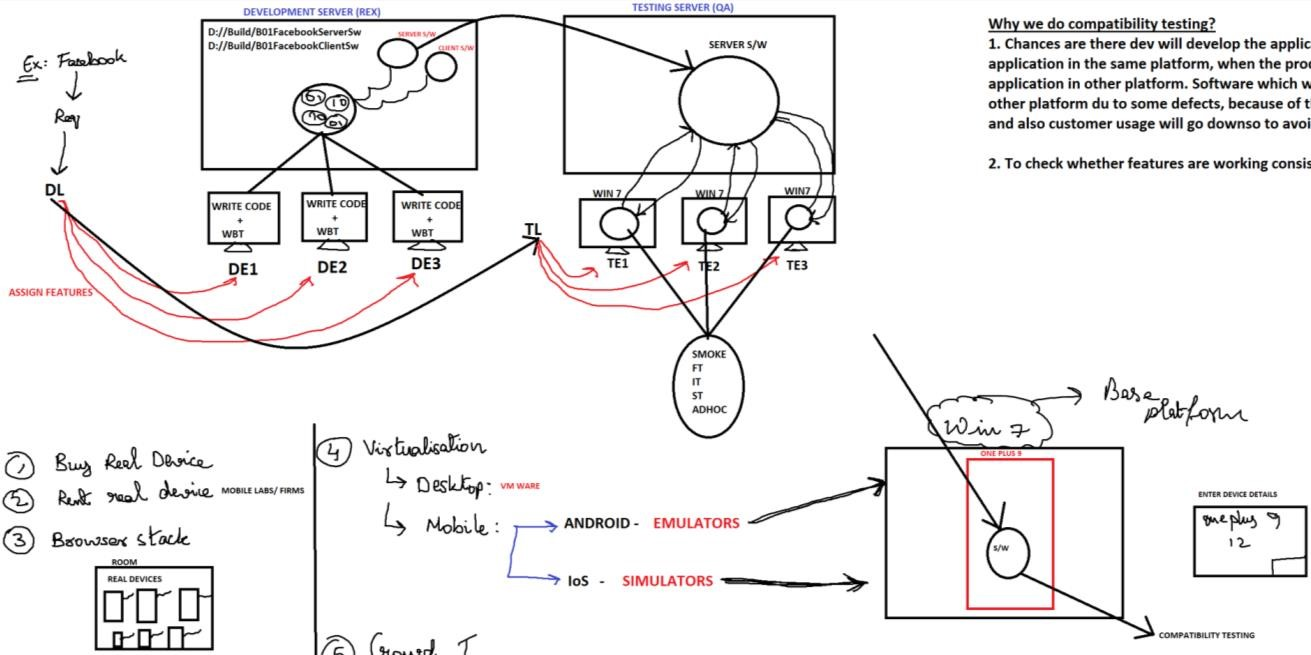 DEVELOPMENT SERVER (REX)
D://Build/B01FacebookServerSw
D://Build/B01FacebookClientSw
SERVER S/W
CLIENT S/W
Ex: Facebook
Req
DL
ASSIGN FEATURES
01 10
01
WRITE CODE
+
WBT
DE1
WRITE CODE
+
WBT
DE2
WRITE CODE
+
WBT
DE3
TESTING SERVER (QA)
SERVER S/W
TL
WIN 7
TE1
WIN 7
TE2
WIN7
TE3
SMOKE
FT
IT
ST
ADHOC
Why we do compatibility testing?
1. Chances are there dev will develop the applic
application in the same platform, when the pro
application in other platform. Software which w
other platform du to some defects, because of t
and also customer usage will go downso to avoi
2. To check whether features are working consis
1 Buy Real Device
2 Rent real device MOBILE LABS/ FIRMS
3 Browser stack
ROOM
REAL DEVICES
4 Virtualisation
Desktop: VM WARE
Mobile:
ANDROID - EMULATORS
IoS - SIMULATORS
5 Crowd T
Win 7
Base
platform
ONE PLUS 9
S/W
COMPATIBILITY TESTING
ENTER DEVICE DETAILS
one plus 9
12